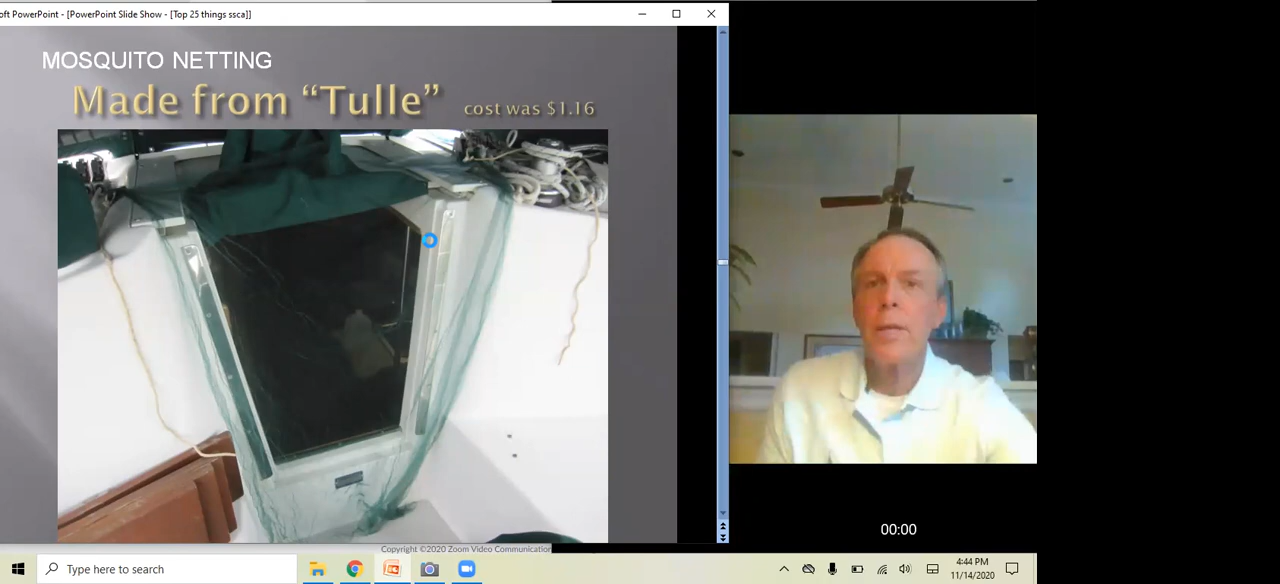 oft PowerPoint - [PowerPoint Slide Show - [Top 25 things ssca]]
MOSQUITO NETTING
Made from “Tulle” cost was $1.16
00:00
Copyright ©2020 Zoom Video Communication
Type here to search
4:44 PM
11/14/2020